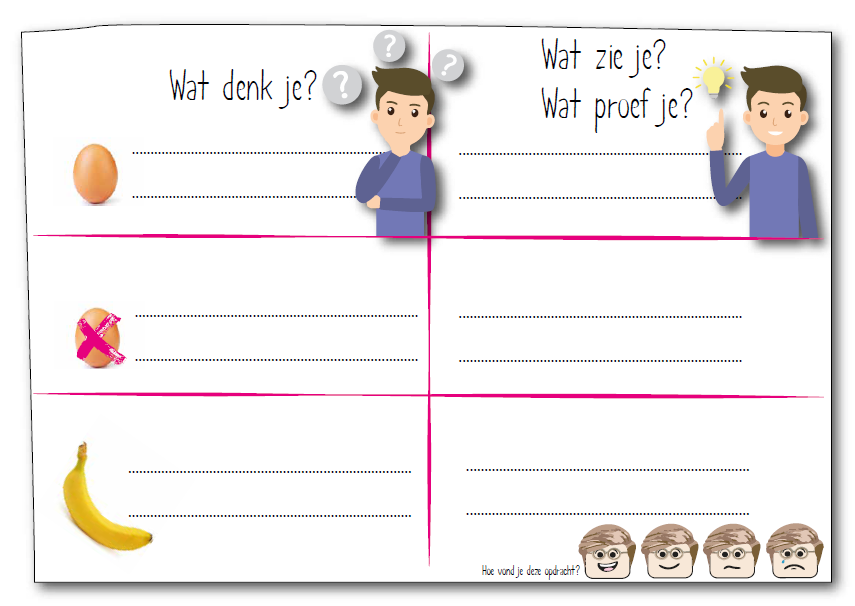 Wat denk je?
? ? ?
Wat zie je?
Wat proef je?
Hoe vond je deze opdracht?